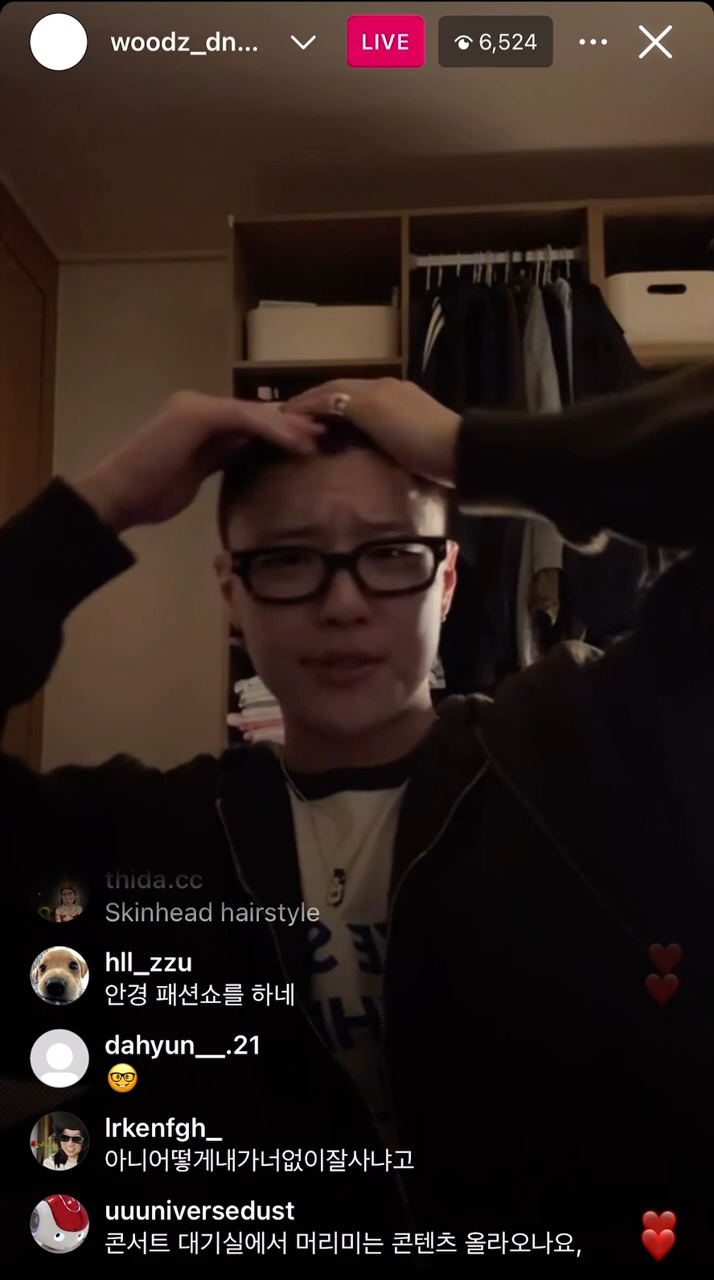 woodz_dn...
LIVE
6,524
thida.cc
Skinhead hairstyle
hll_zzu
안경 패션쇼를 하네
dahyun__.21
🤓
lrkenfgh_
아니어떻게내가너없이잘사냐고
uuuniversedust
콘서트 대기실에서 머리미는 콘텐츠 올라오나요,